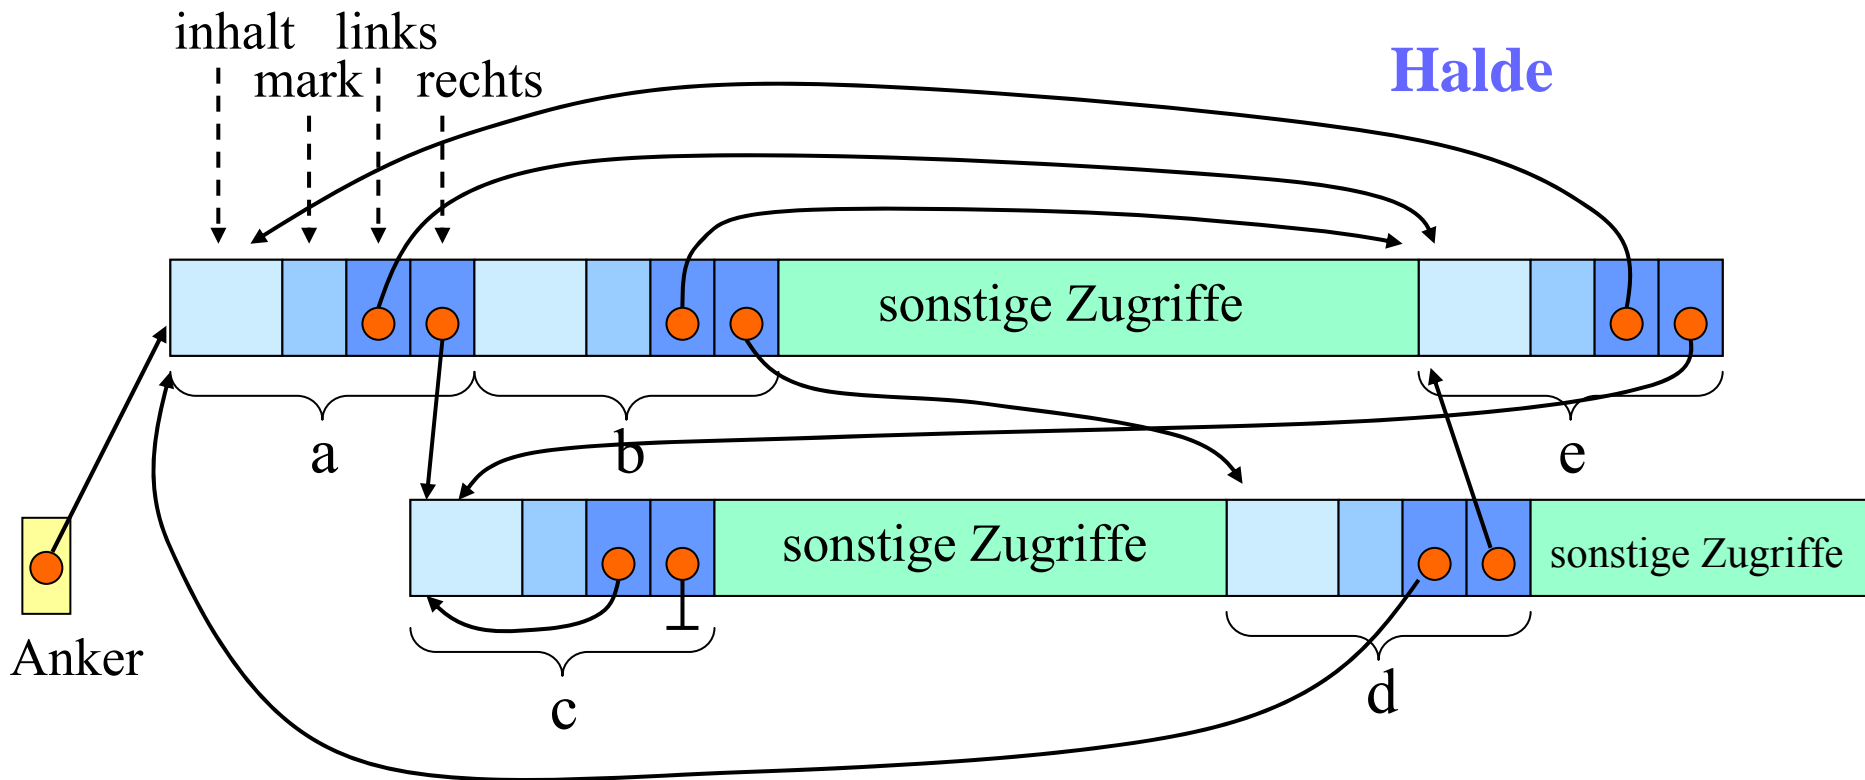 inhalt links
mark rechts
Halde
sonstige Zugriffe
a b e
sonstige Zugriffe sonstige Zugriffe
Anker
c d